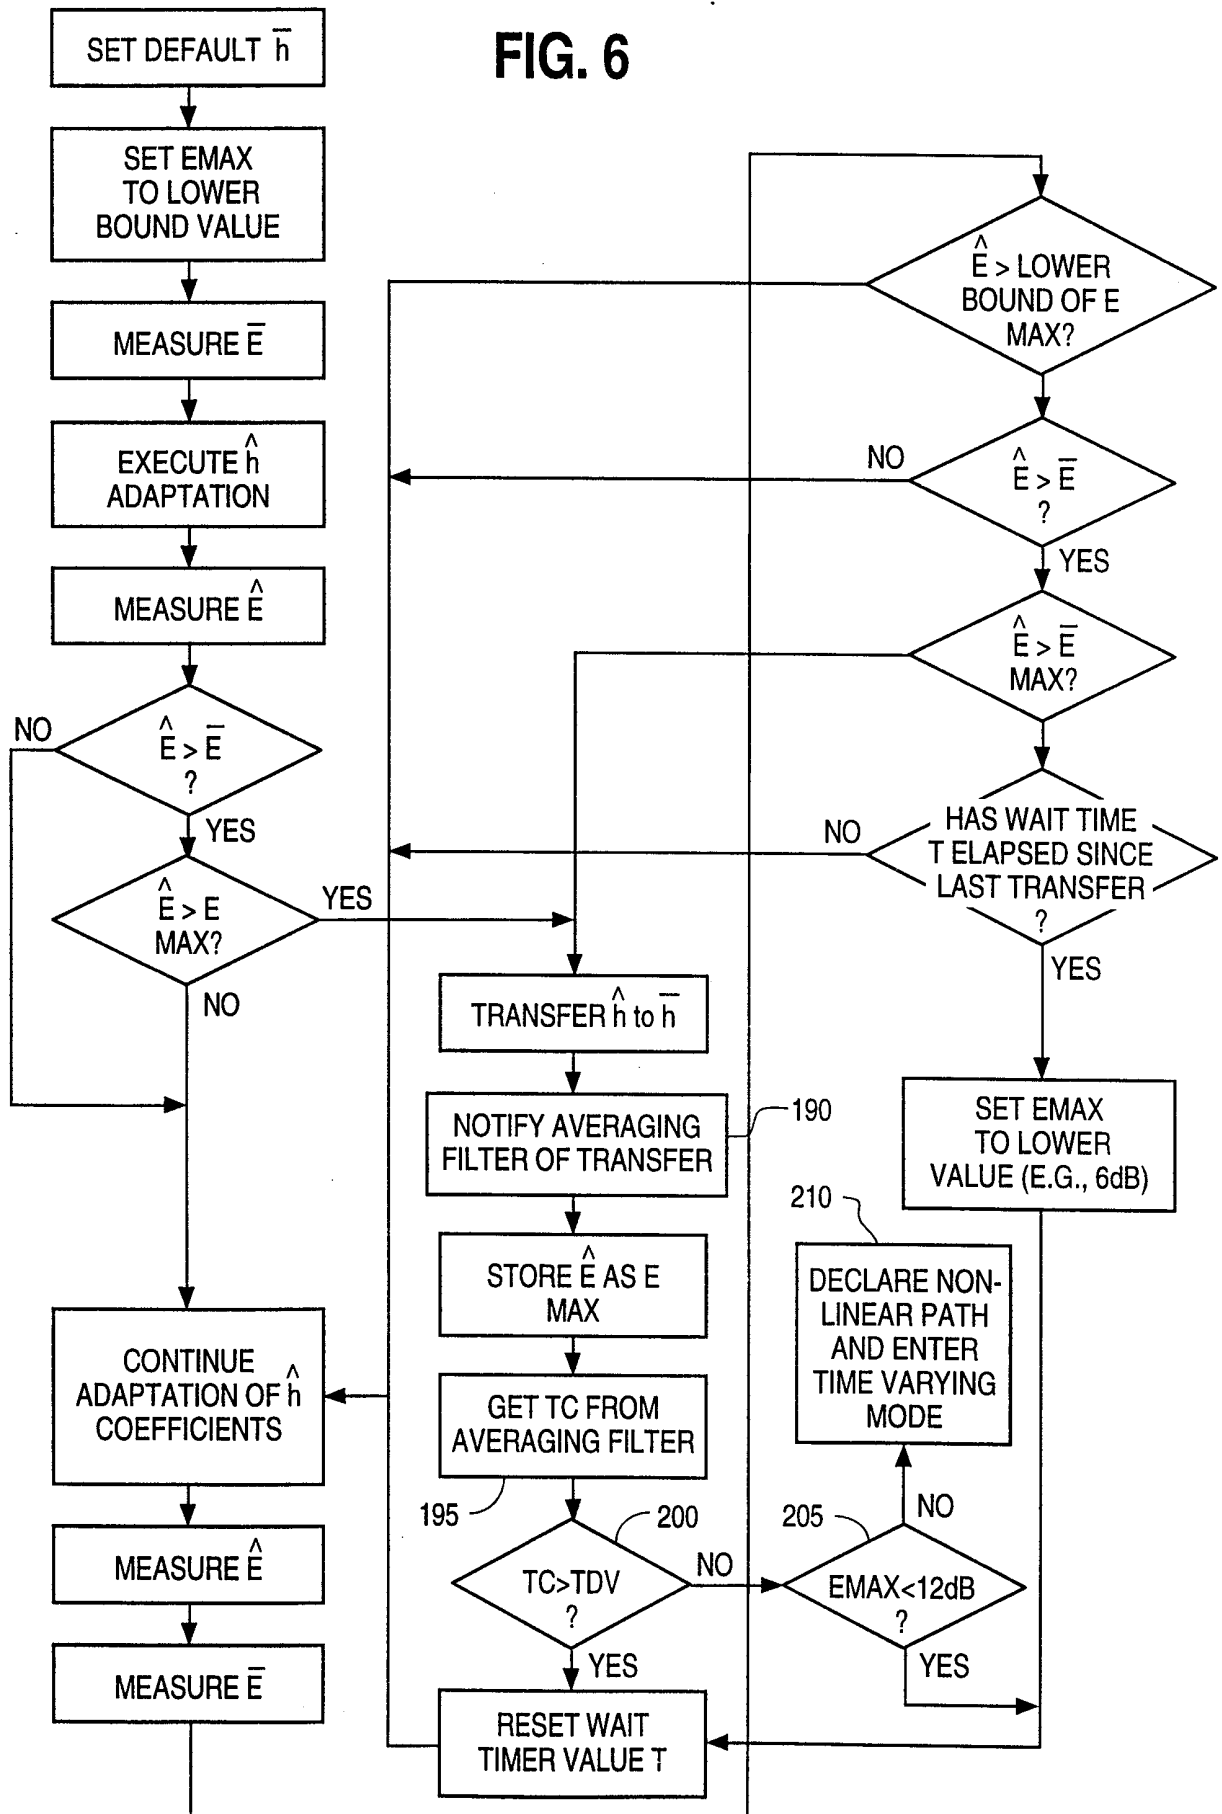 FIG. 6
SET DEFAULT h̅
SET EMAX
TO LOWER
BOUND VALUE
MEASURE E̅
EXECUTE ĥ
ADAPTATION
MEASURE Ê
Ê > E̅
?
NO
YES
Ê > E
MAX?
YES
NO
CONTINUE
ADAPTATION OF ĥ
COEFFICIENTS
MEASURE Ê
MEASURE E̅
TRANSFER ĥ to h̅
NOTIFY AVERAGING
FILTER OF TRANSFER
190
STORE Ê AS E
MAX
GET TC FROM
AVERAGING FILTER
195
TC>TDV
?
200
NO
YES
RESET WAIT
TIMER VALUE T
Ê > LOWER
BOUND OF E
MAX?
Ê > E̅
?
NO
YES
Ê > E̅
MAX?
HAS WAIT TIME
T ELAPSED SINCE
LAST TRANSFER
?
NO
YES
SET EMAX
TO LOWER
VALUE (E.G., 6dB)
210
DECLARE NON-
LINEAR PATH
AND ENTER
TIME VARYING
MODE
NO
205
EMAX<12dB
?
YES